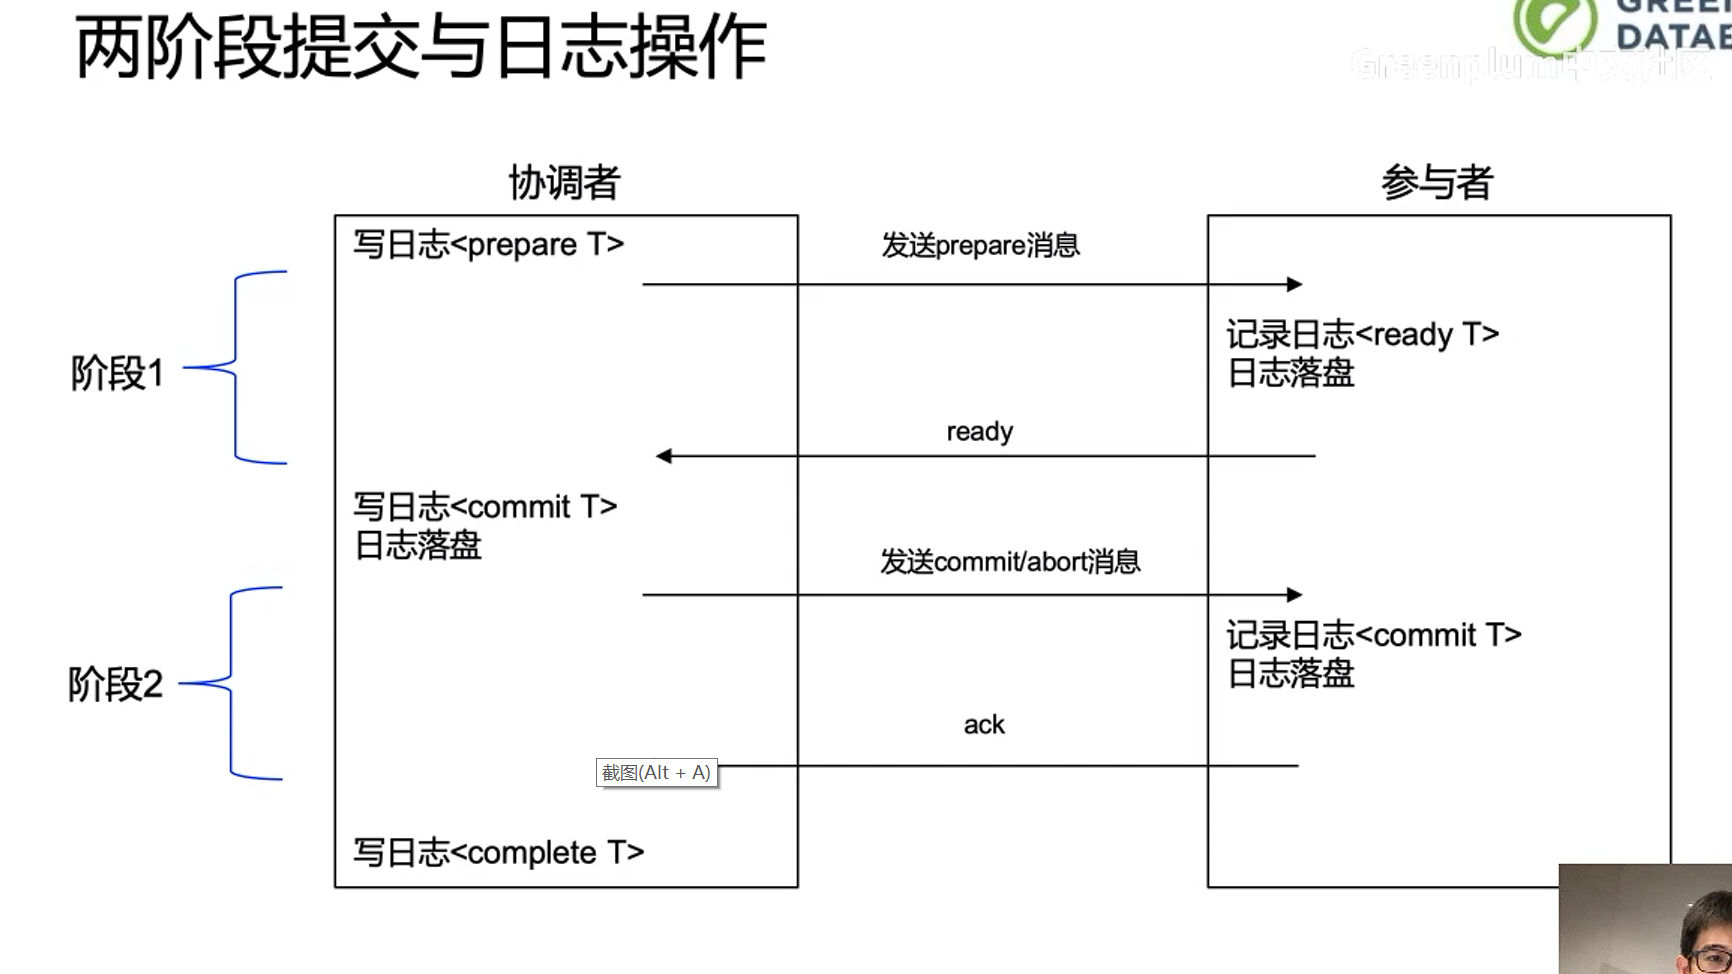 两阶段提交与日志操作
Greenplum中文社区
协调者
参与者
写日志<prepare T>
发送prepare消息
记录日志<ready T>
日志落盘
阶段1
ready
写日志<commit T>
日志落盘
发送commit/abort消息
记录日志<commit T>
日志落盘
阶段2
ack
截图(Alt + A)
写日志<complete T>